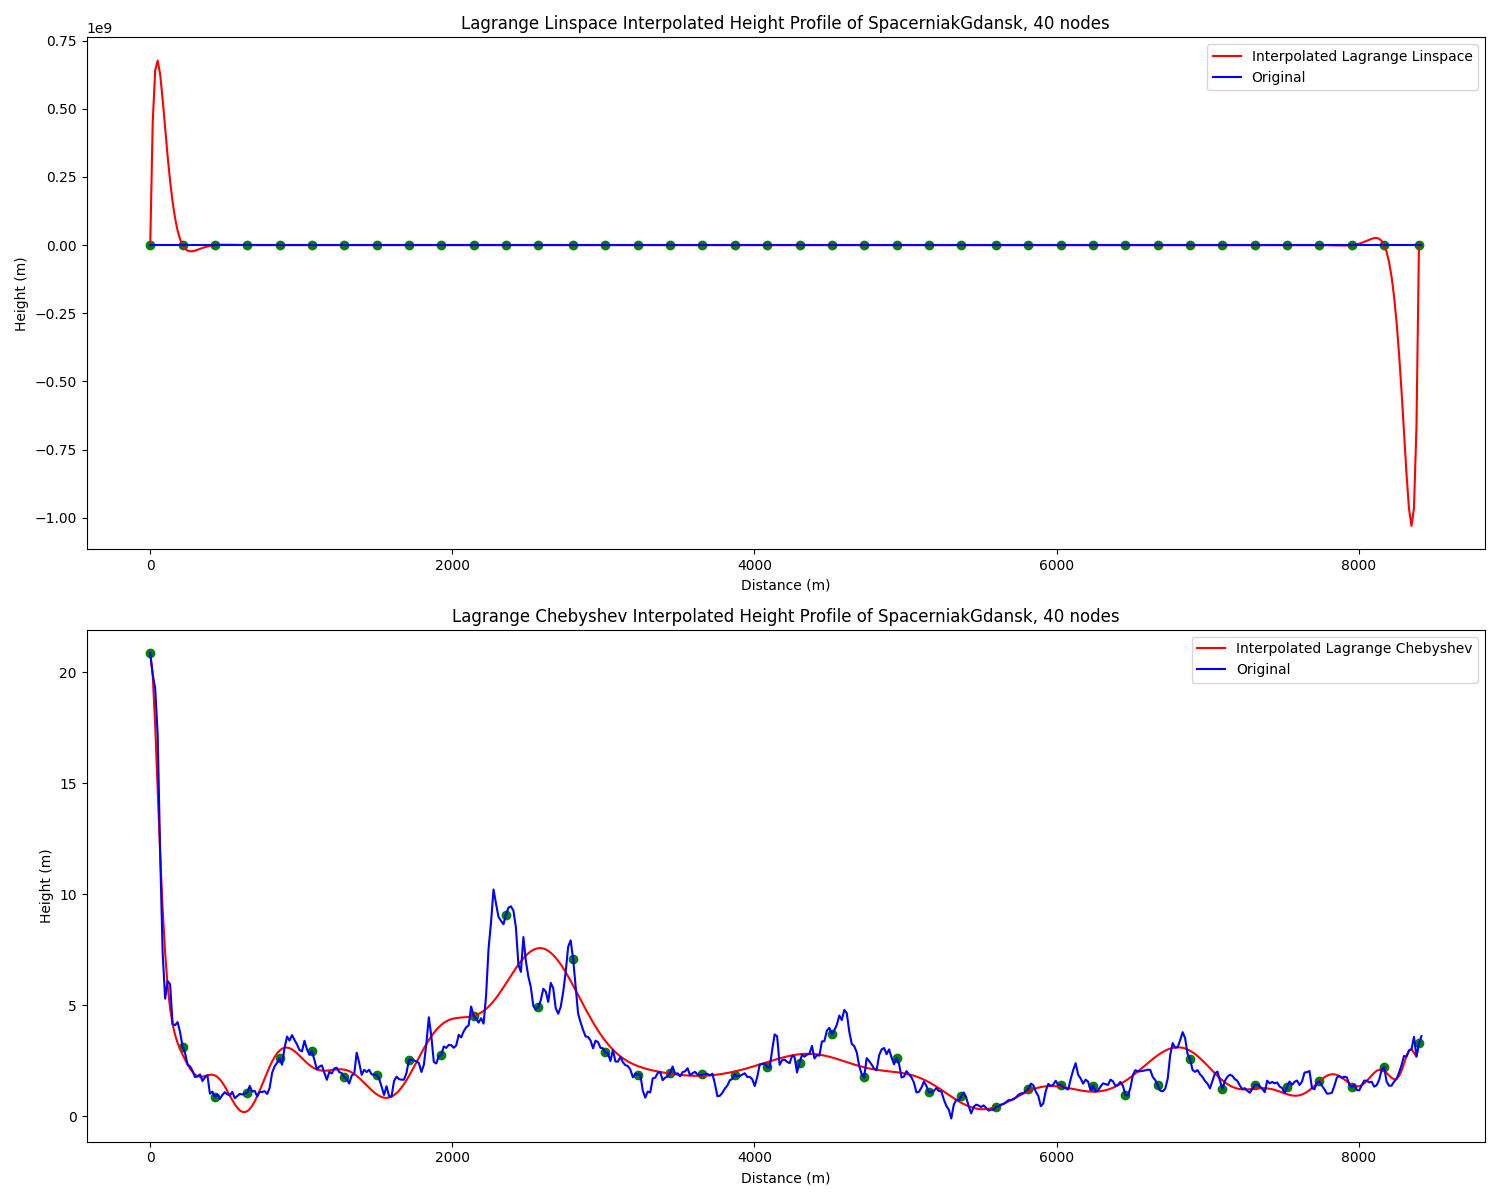 Lagrange Linspace Interpolated Height Profile of SpacerniakGdansk, 40 nodes
1e9
Interpolated Lagrange Linspace
Original
0.75
0.50
0.25
0.00
−0.25
−0.50
−0.75
−1.00
Height (m)
0 2000 4000 6000 8000
Distance (m)
Lagrange Chebyshev Interpolated Height Profile of SpacerniakGdansk, 40 nodes
Interpolated Lagrange Chebyshev
Original
20
15
10
5
0
Height (m)
0 2000 4000 6000 8000
Distance (m)